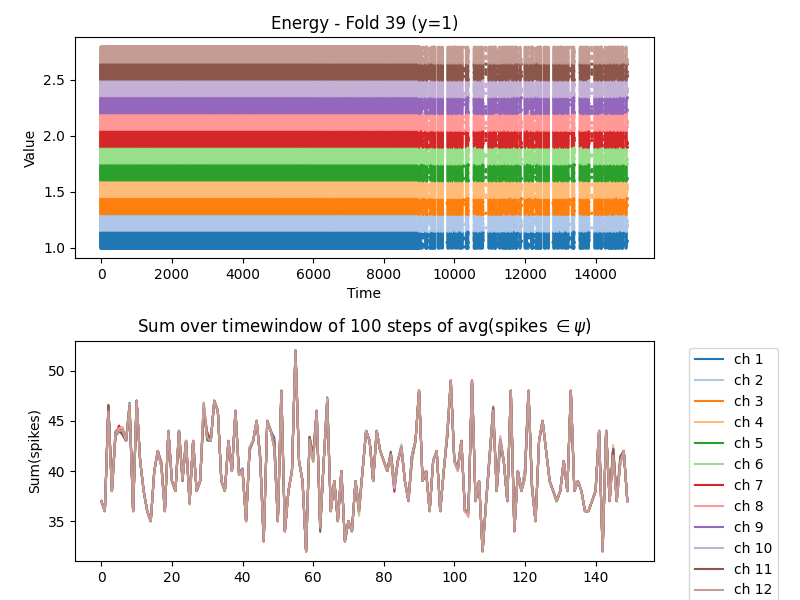 Energy - Fold 39 (y=1)
Value
2.5
2.0
1.5
1.0
0 2000 4000 6000 8000 10000 12000 14000
Time
Sum over timewindow of 100 steps of avg(spikes ∈ ψ)
Sum(spikes)
50
45
40
35
0 20 40 60 80 100 120 140
ch 1
ch 2
ch 3
ch 4
ch 5
ch 6
ch 7
ch 8
ch 9
ch 10
ch 11
ch 12